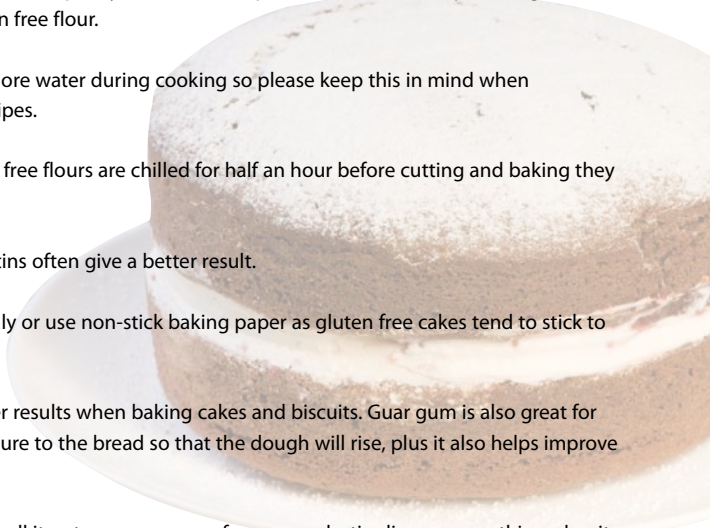 n free flour.
ore water during cooking so please keep this in mind when
ipes.
free flours are chilled for half an hour before cutting and baking they
tins often give a better result.
ly or use non-stick baking paper as gluten free cakes tend to stick to
r results when baking cakes and biscuits. Guar gum is also great for
ure to the bread so that the dough will rise, plus it also helps improve